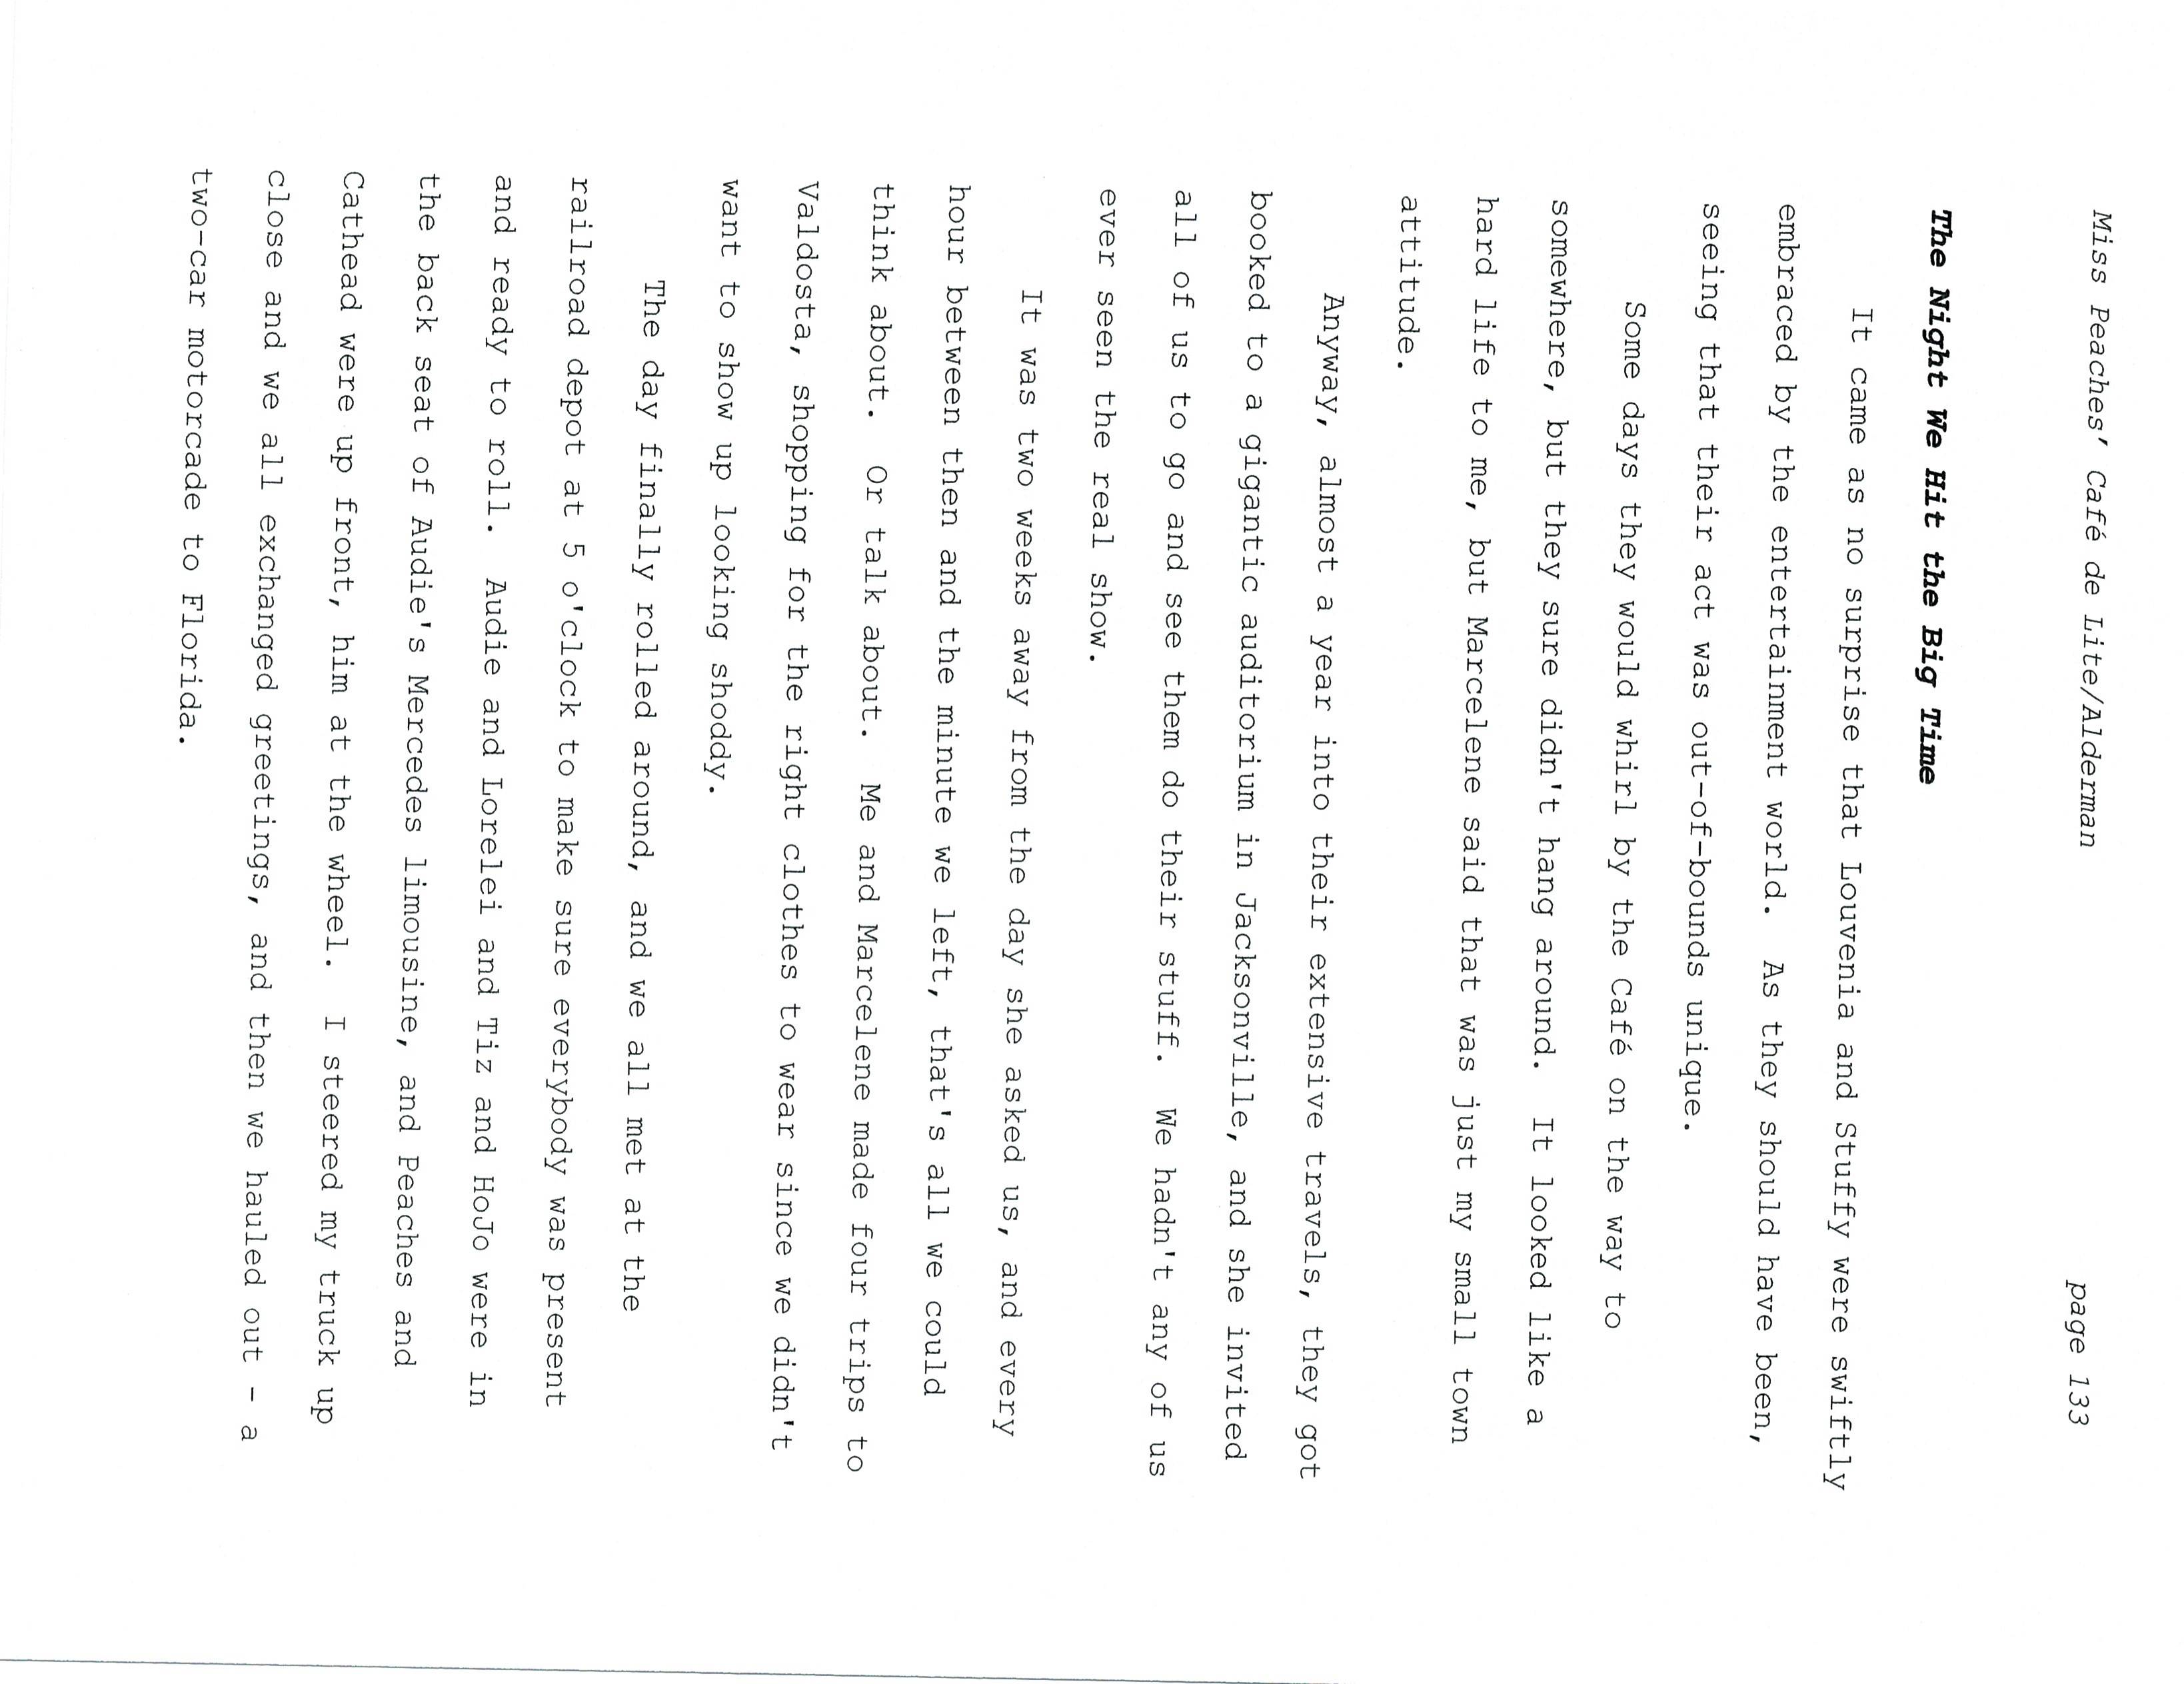 Miss Peaches’ Café de Lite/Alderman page 133
The Night We Hit the Big Time
It came as no surprise that Louvenia and Stuffy were swiftly
embraced by the entertainment world.  As they should have been,
seeing that their act was out-of-bounds unique.
Some days they would whirl by the Café on the way to
somewhere, but they sure didn't hang around.  It looked like a
hard life to me, but Marcelene said that was just my small town
attitude.
Anyway, almost a year into their extensive travels, they got
booked to a gigantic auditorium in Jacksonville, and she invited
all of us to go and see them do their stuff.  We hadn't any of us
ever seen the real show.
It was two weeks away from the day she asked us, and every
hour between then and the minute we left, that's all we could
think about.  Or talk about.  Me and Marcelene made four trips to
Valdosta, shopping for the right clothes to wear since we didn't
want to show up looking shoddy.
The day finally rolled around, and we all met at the
railroad depot at 5 o'clock to make sure everybody was present
and ready to roll.  Audie and Lorelei and Tiz and HoJo were in
the back seat of Audie's Mercedes limousine, and Peaches and
Cathead were up front, him at the wheel.  I steered my truck up
close and we all exchanged greetings, and then we hauled out - a
two-car motorcade to Florida.